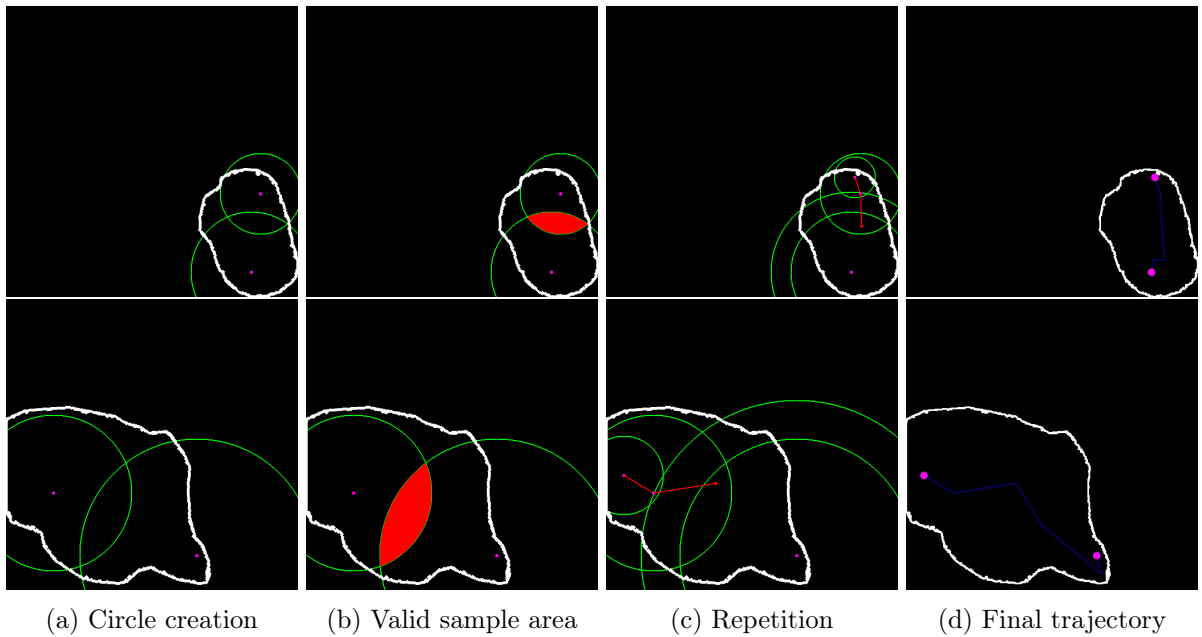 (a) Circle creation
(b) Valid sample area
(c) Repetition
(d) Final trajectory